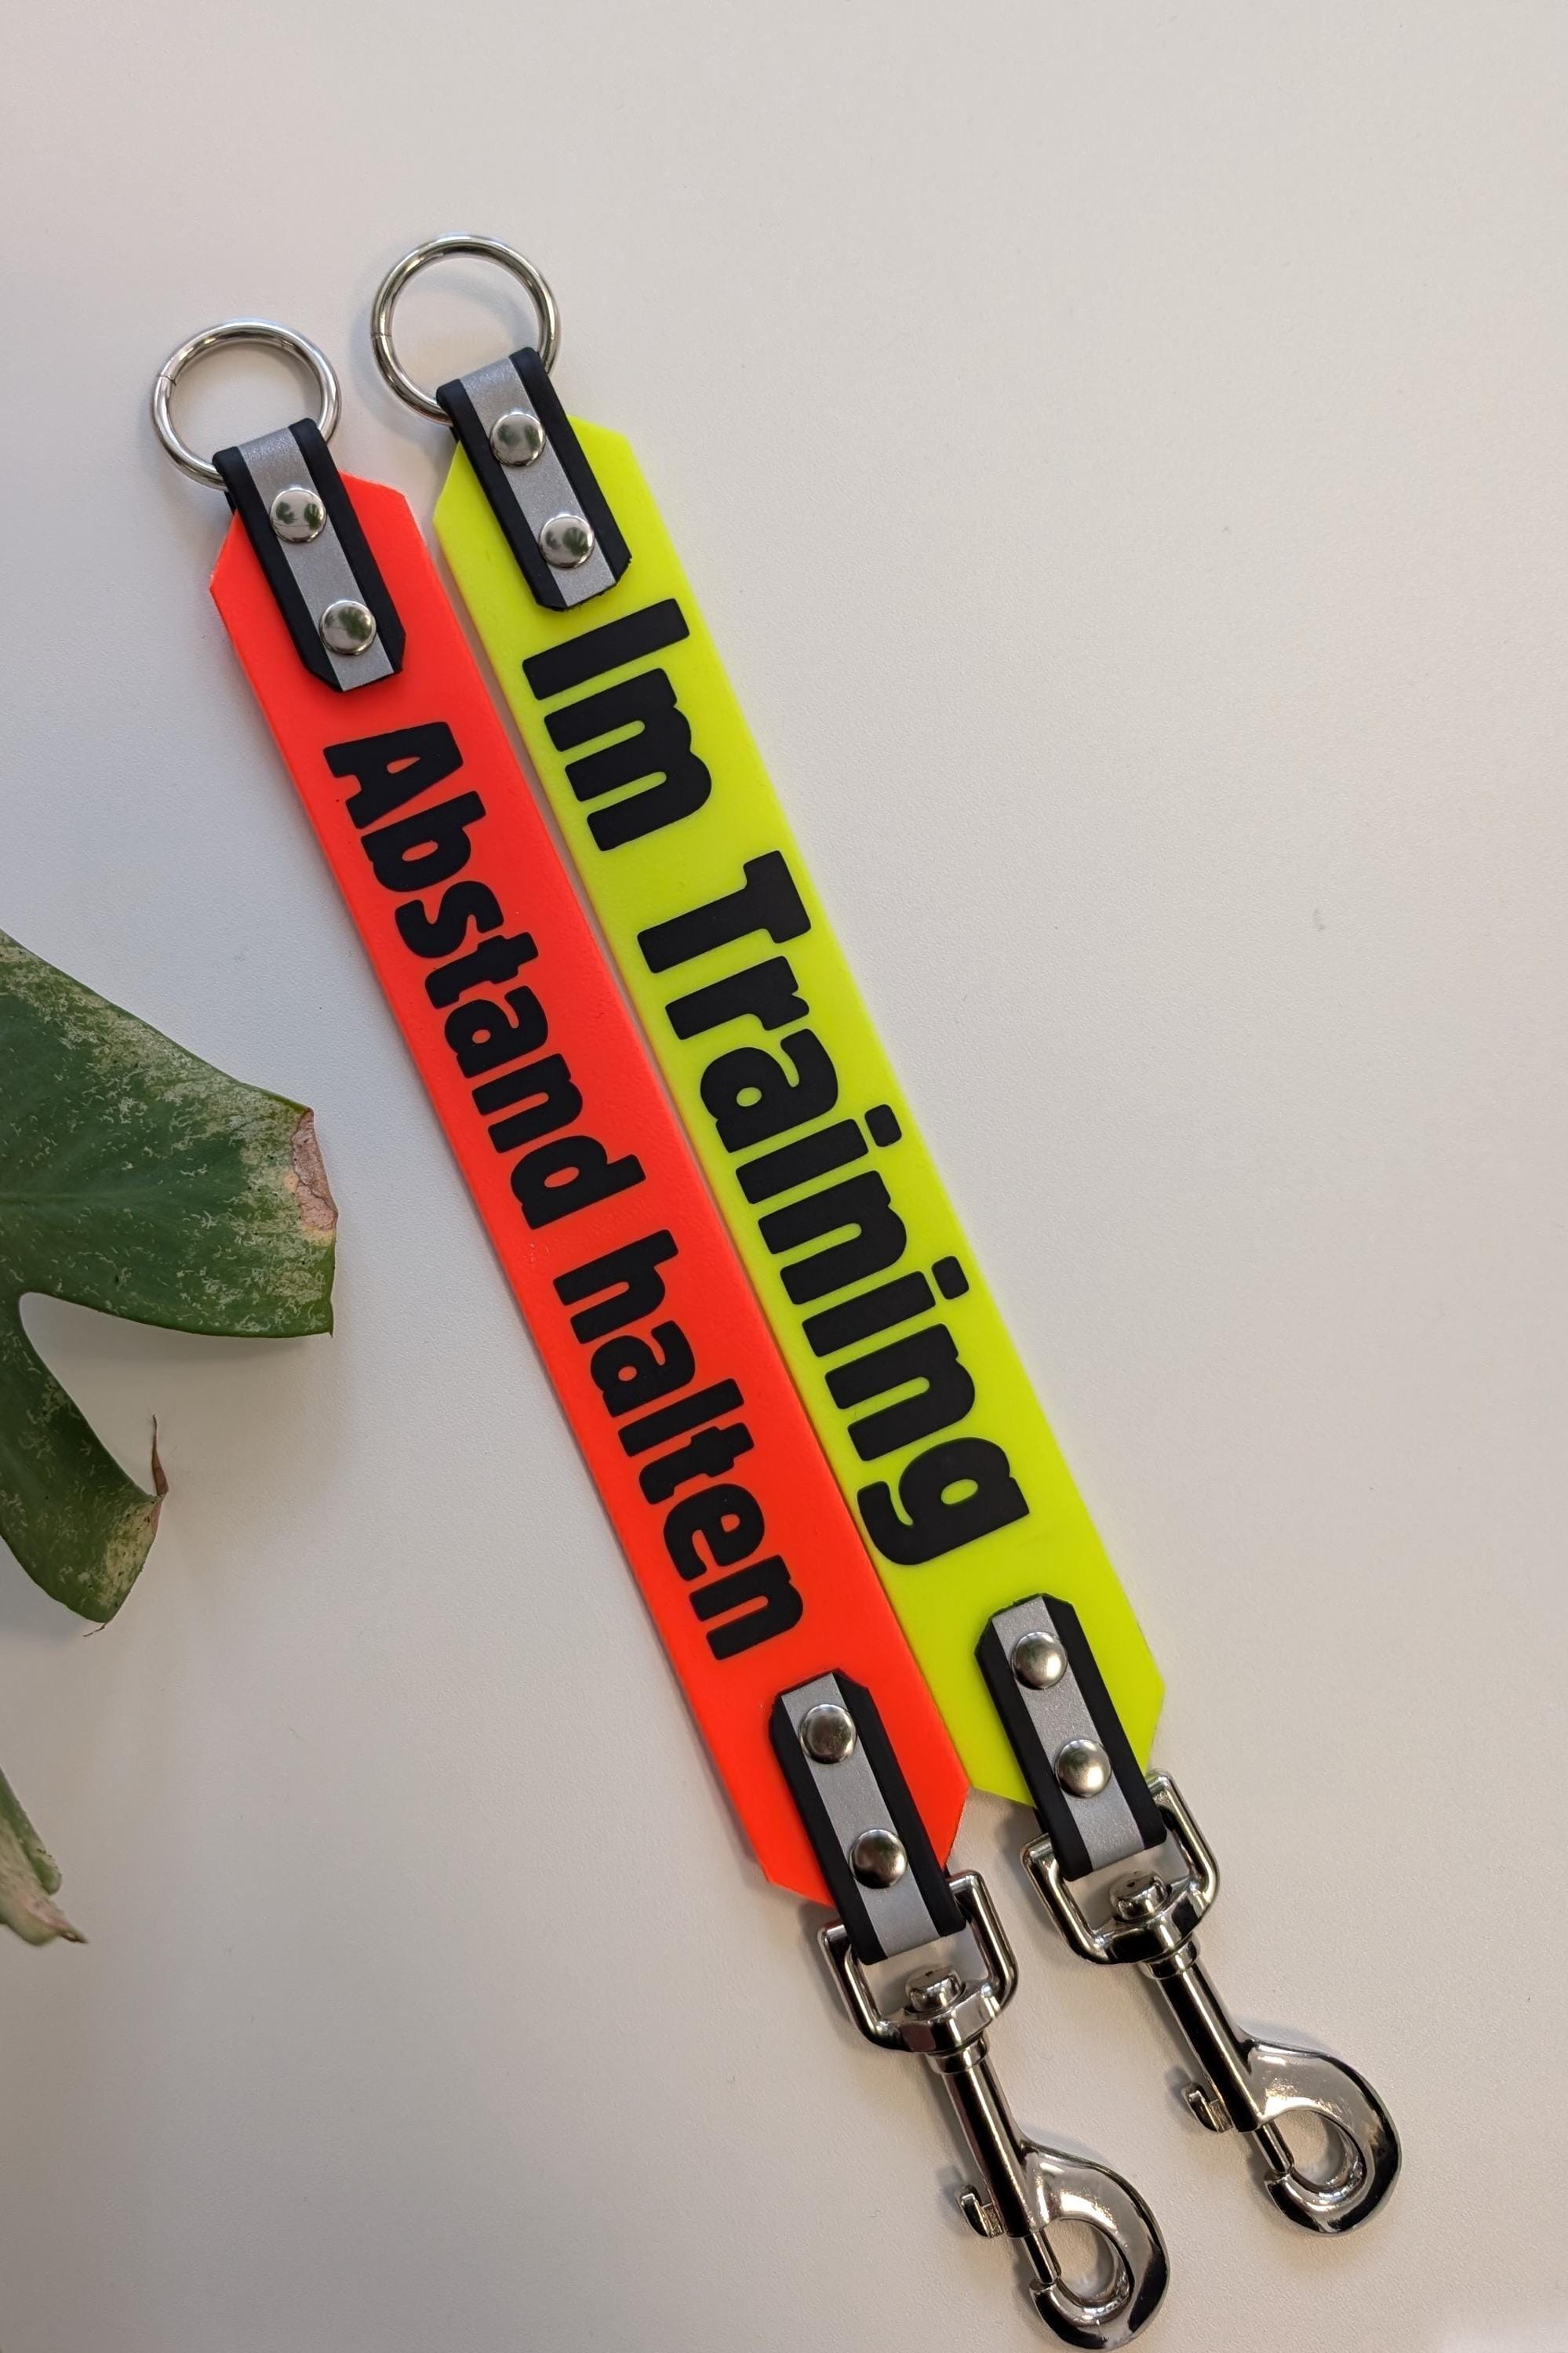 Abstand halten
Im Training